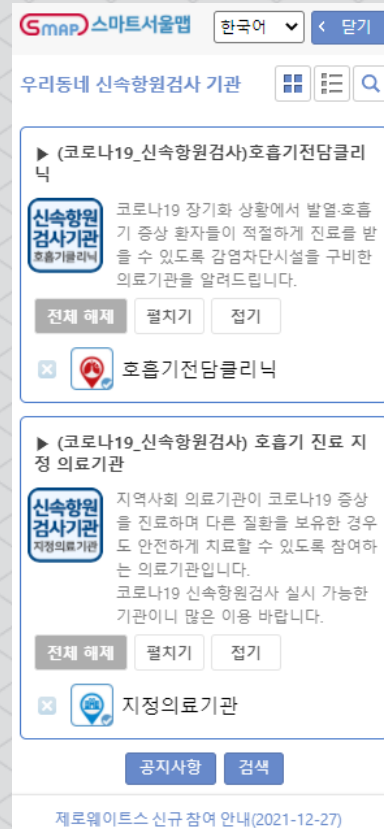 Smap 스마트서울맵 한국어 닫기
우리동네 신속항원검사 기관
▶ (코로나19_신속항원검사)호흡기전담클리
닉
신속항원
검사기관
호흡기클리닉
코로나19 장기화 상황에서 발열·호흡
기 증상 환자들이 적절하게 진료를 받
을 수 있도록 감염차단시설을 구비한
의료기관을 알려드립니다.
전체 해제 펼치기 접기
호흡기전담클리닉
▶ (코로나19_신속항원검사) 호흡기 진료 지
정 의료기관
신속항원
검사기관
지정의료기관
지역사회 의료기관이 코로나19 증상
을 진료하며 다른 질환을 보유한 경우
도 안전하게 치료할 수 있도록 참여하
는 의료기관입니다.
코로나19 신속항원검사 실시 가능한
기관이니 많은 이용 바랍니다.
전체 해제 펼치기 접기
지정의료기관
공지사항 검색
제로웨이트스 신규 참여 안내(2021-12-27)